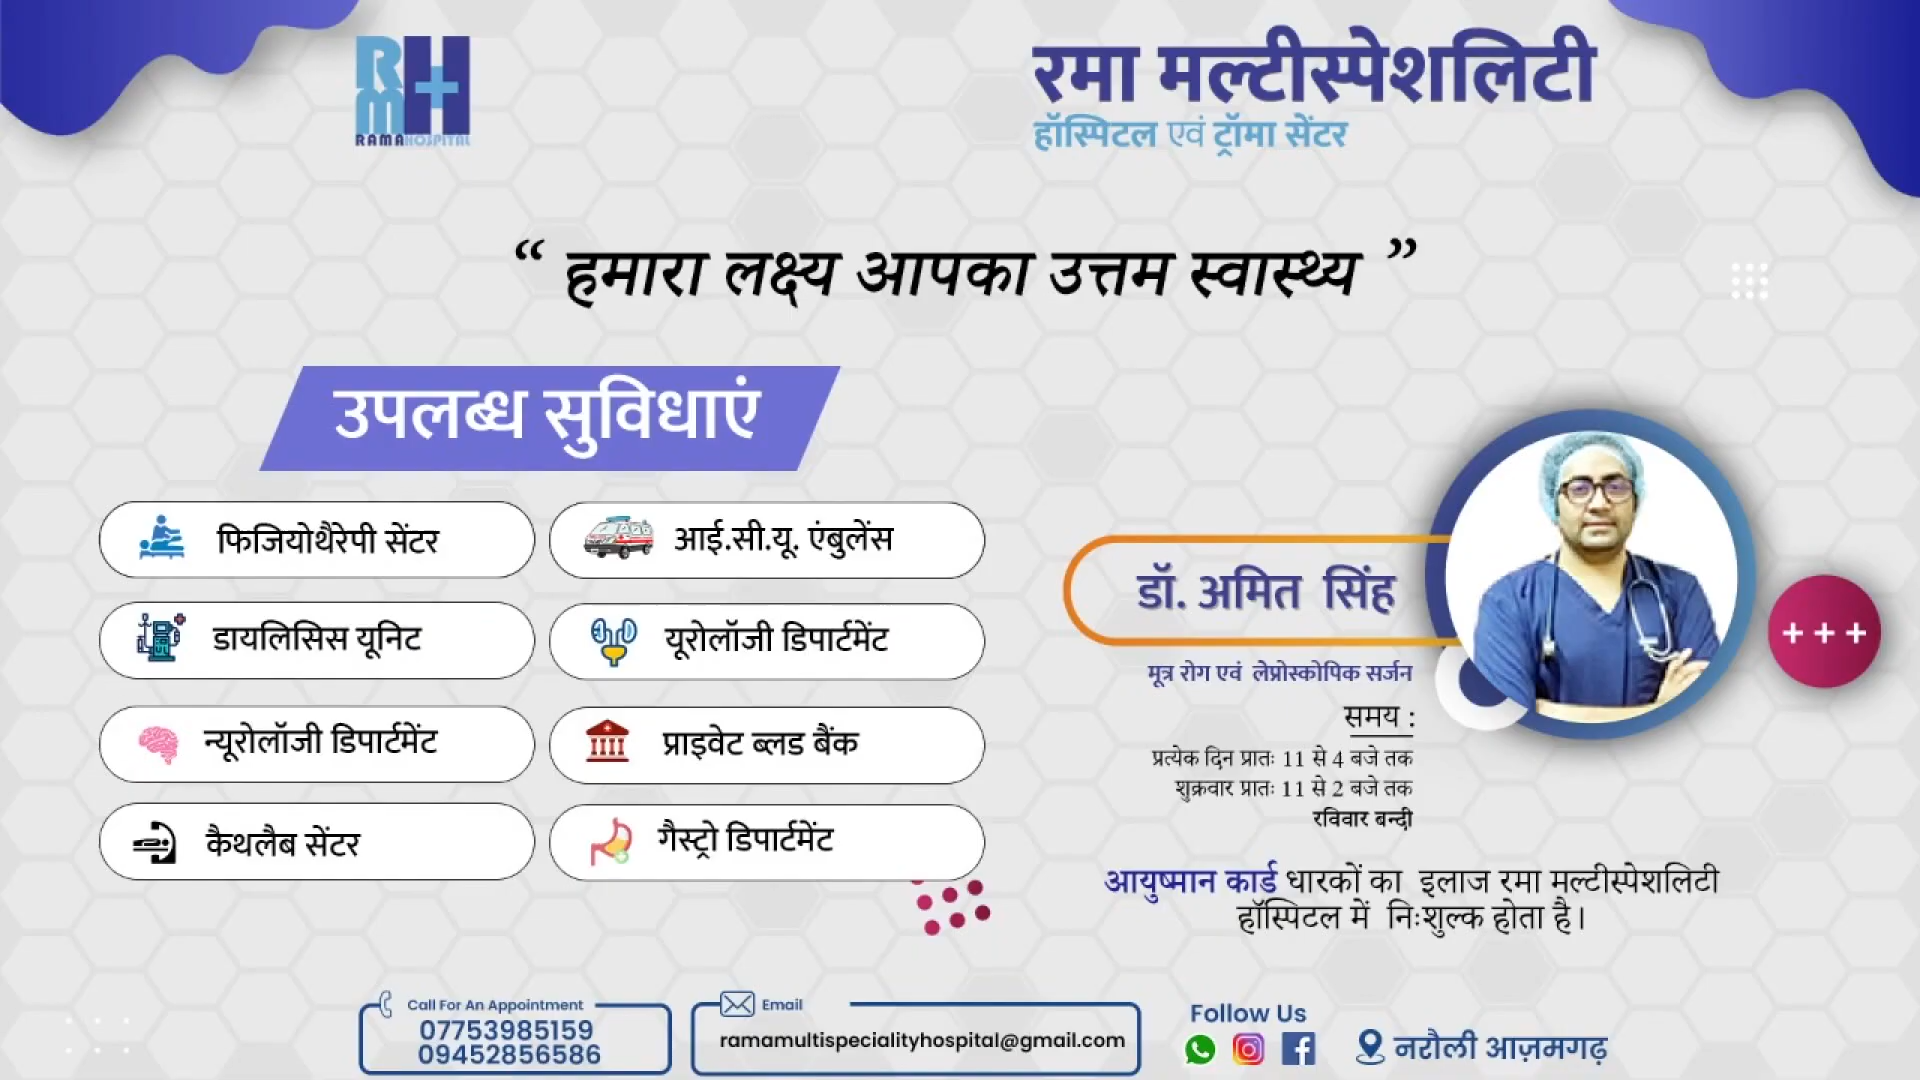 RMH
RAMAHOSPITAL
रमा मल्टीस्पेशलिटी
हॉस्पिटल एवं ट्रॉमा सेंटर
“ हमारा लक्ष्य आपका उत्तम स्वास्थ्य ”
उपलब्ध सुविधाएं
फिजियोथैरेपी सेंटर
आई.सी.यू. एंबुलेंस
डायलिसिस यूनिट
यूरोलॉजी डिपार्टमेंट
न्यूरोलॉजी डिपार्टमेंट
प्राइवेट ब्लड बैंक
कैथलैब सेंटर
गैस्ट्रो डिपार्टमेंट
डॉ. अमित सिंह
मूत्र रोग एवं लेप्रोस्कोपिक सर्जन
समय :
प्रत्येक दिन प्रातः 11 से 4 बजे तक
शुक्रवार प्रातः 11 से 2 बजे तक
रविवार बन्दी
आयुष्मान कार्ड धारकों का इलाज रमा मल्टीस्पेशलिटी
हॉस्पिटल में निःशुल्क होता है।
Call For An Appointment
07753985159
09452856586
Email
ramamultispecialityhospital@gmail.com
Follow Us
नरौली आज़मगढ़